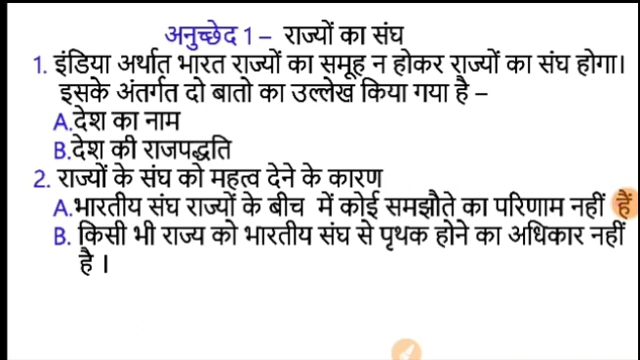 अनुच्छेद 1 – राज्यों का संघ
1. इंडिया अर्थात भारत राज्यों का समूह न होकर राज्यों का संघ होगा।
इसके अंतर्गत दो बातो का उल्लेख किया गया है –
A.देश का नाम
B.देश की राजपद्धति
2. राज्यों के संघ को महत्व देने के कारण
A.भारतीय संघ राज्यों के बीच में कोई समझौते का परिणाम नहीं हैं
B. किसी भी राज्य को भारतीय संघ से पृथक होने का अधिकार नहीं
है ।